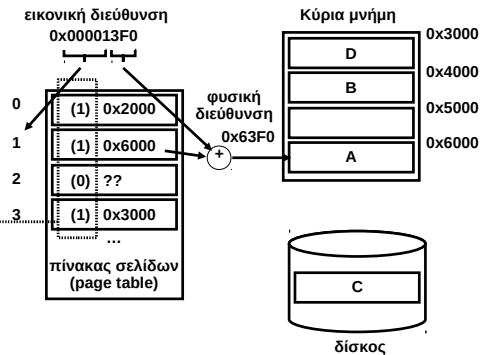 εικονική διεύθυνση
0x000013F0
0
(1) 0x2000
1
(1) 0x6000
2
(0) ??
3
(1) 0x3000
...
πίνακας σελίδων
(page table)
φυσική
διεύθυνση
0x63F0
+
Κύρια μνήμη
0x3000
D
0x4000
B
0x5000
0x6000
A
C
δίσκος